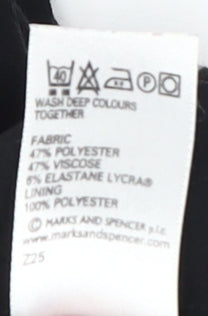 40 P
WASH DEEP COLOURS
TOGETHER
FABRIC
47% POLYESTER
47% VISCOSE
6% ELASTANE LYCRA®
LINING
100% POLYESTER
© MARKS AND SPENCER p.l.c.
www.marksandspencer.com
Z25